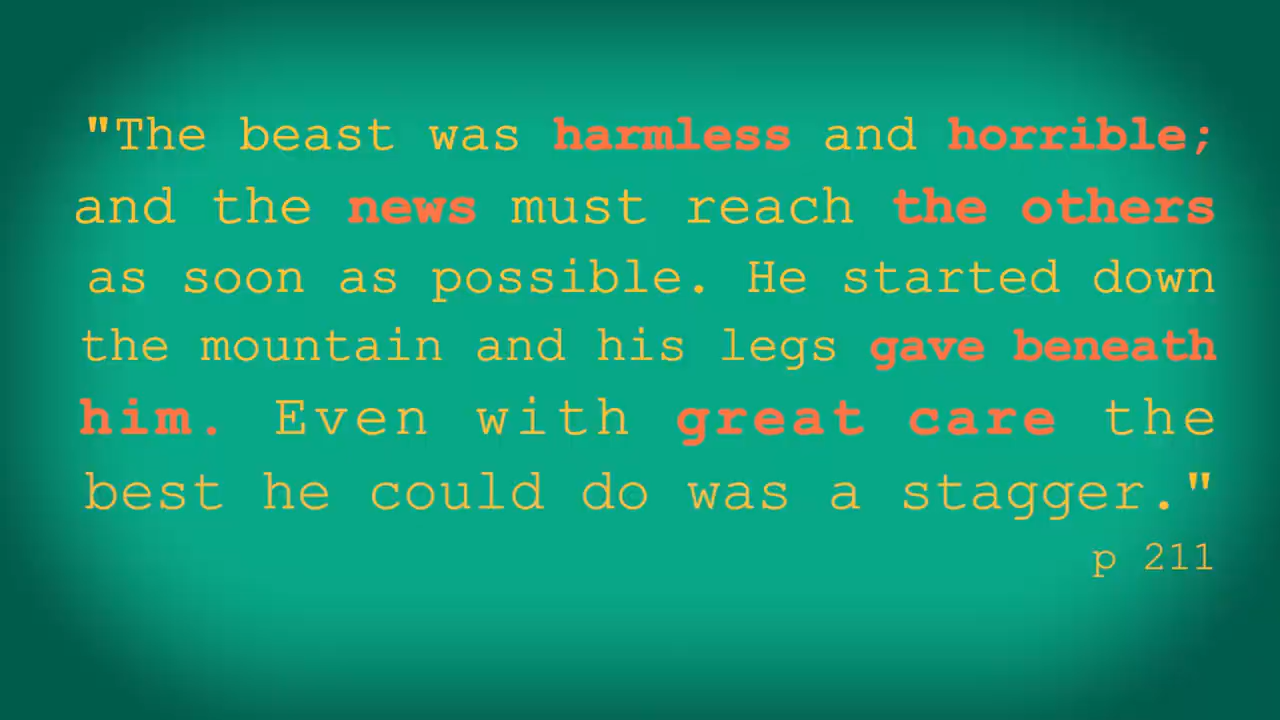 "The beast was harmless and horrible;
and the news must reach the others
as soon as possible. He started down
the mountain and his legs gave beneath
him. Even with great care the
best he could do was a stagger."
p 211